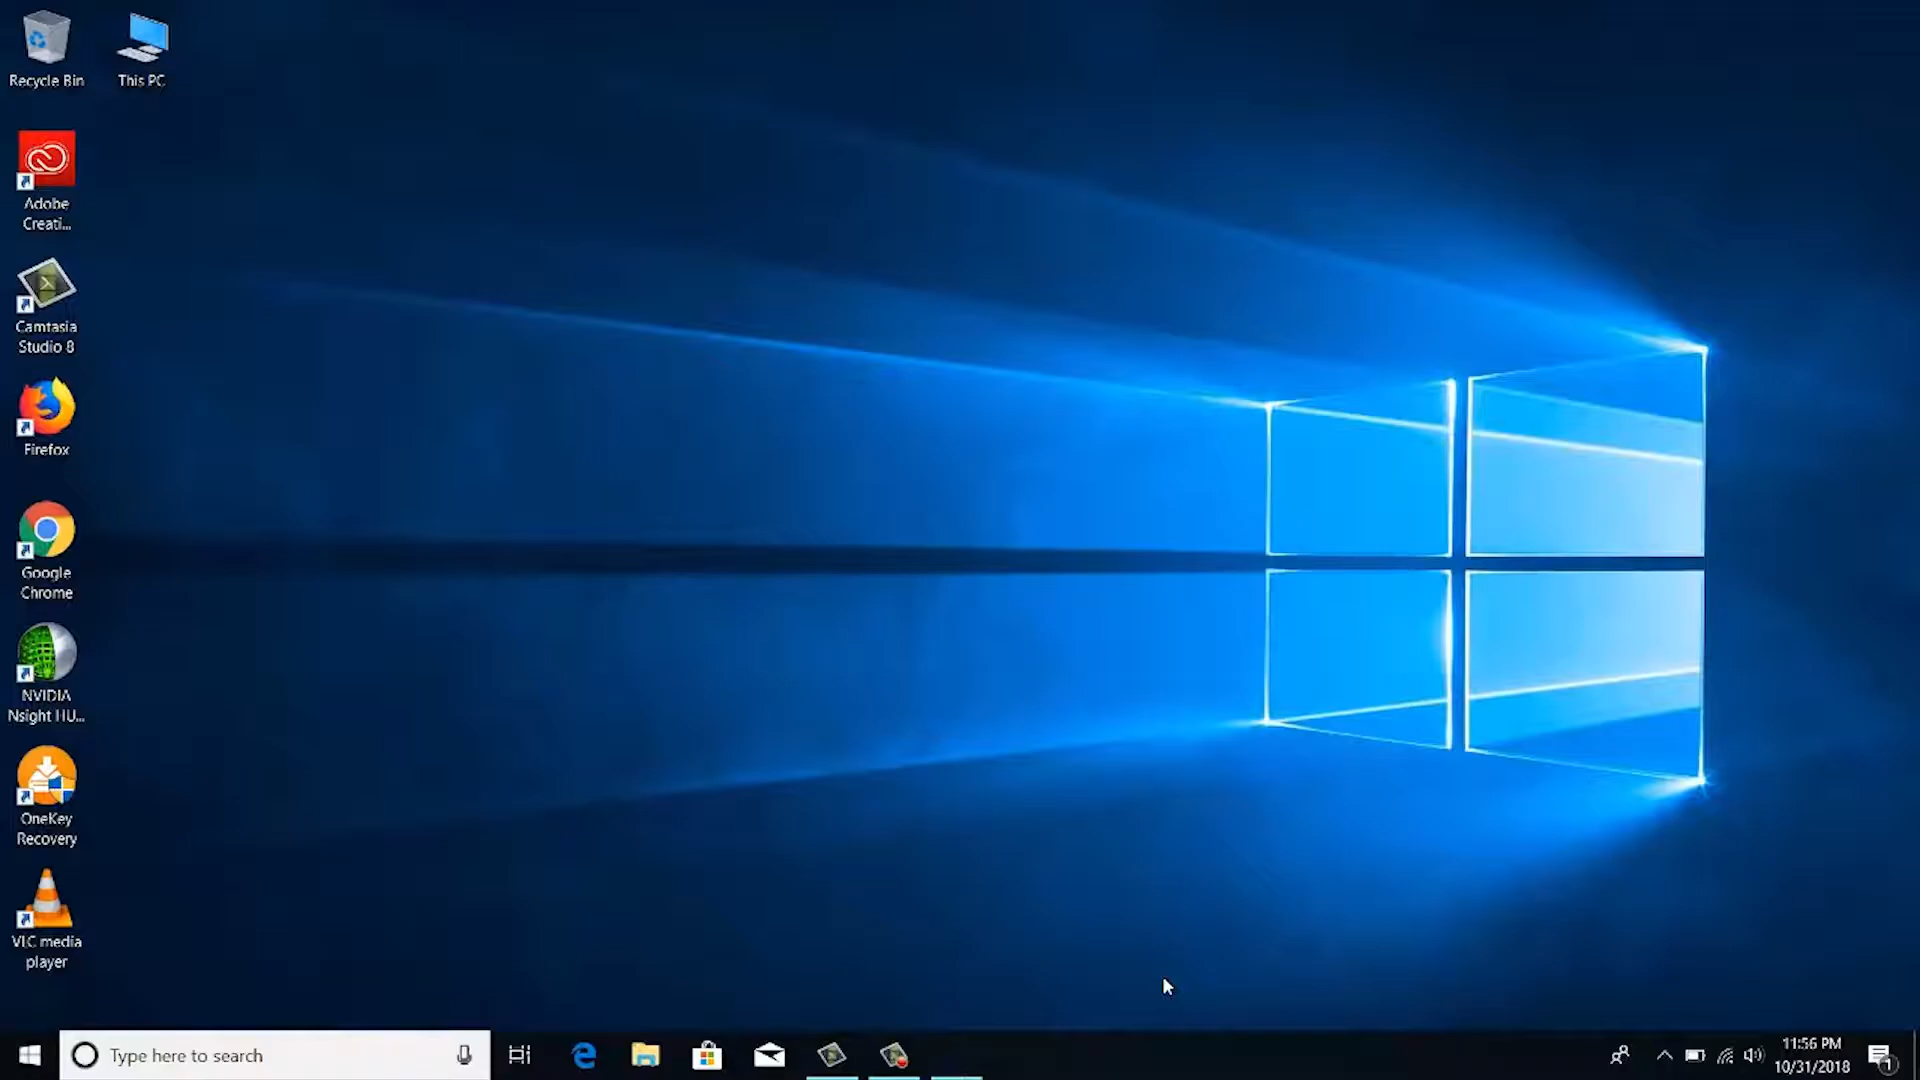 Recycle Bin
This PC
Adobe
Creati...
Camtasia
Studio 8
Firefox
Google
Chrome
NVIDIA
Nsight HU...
OneKey
Recovery
VLC media
player
Type here to search
11:56 PM
10/31/2018
1